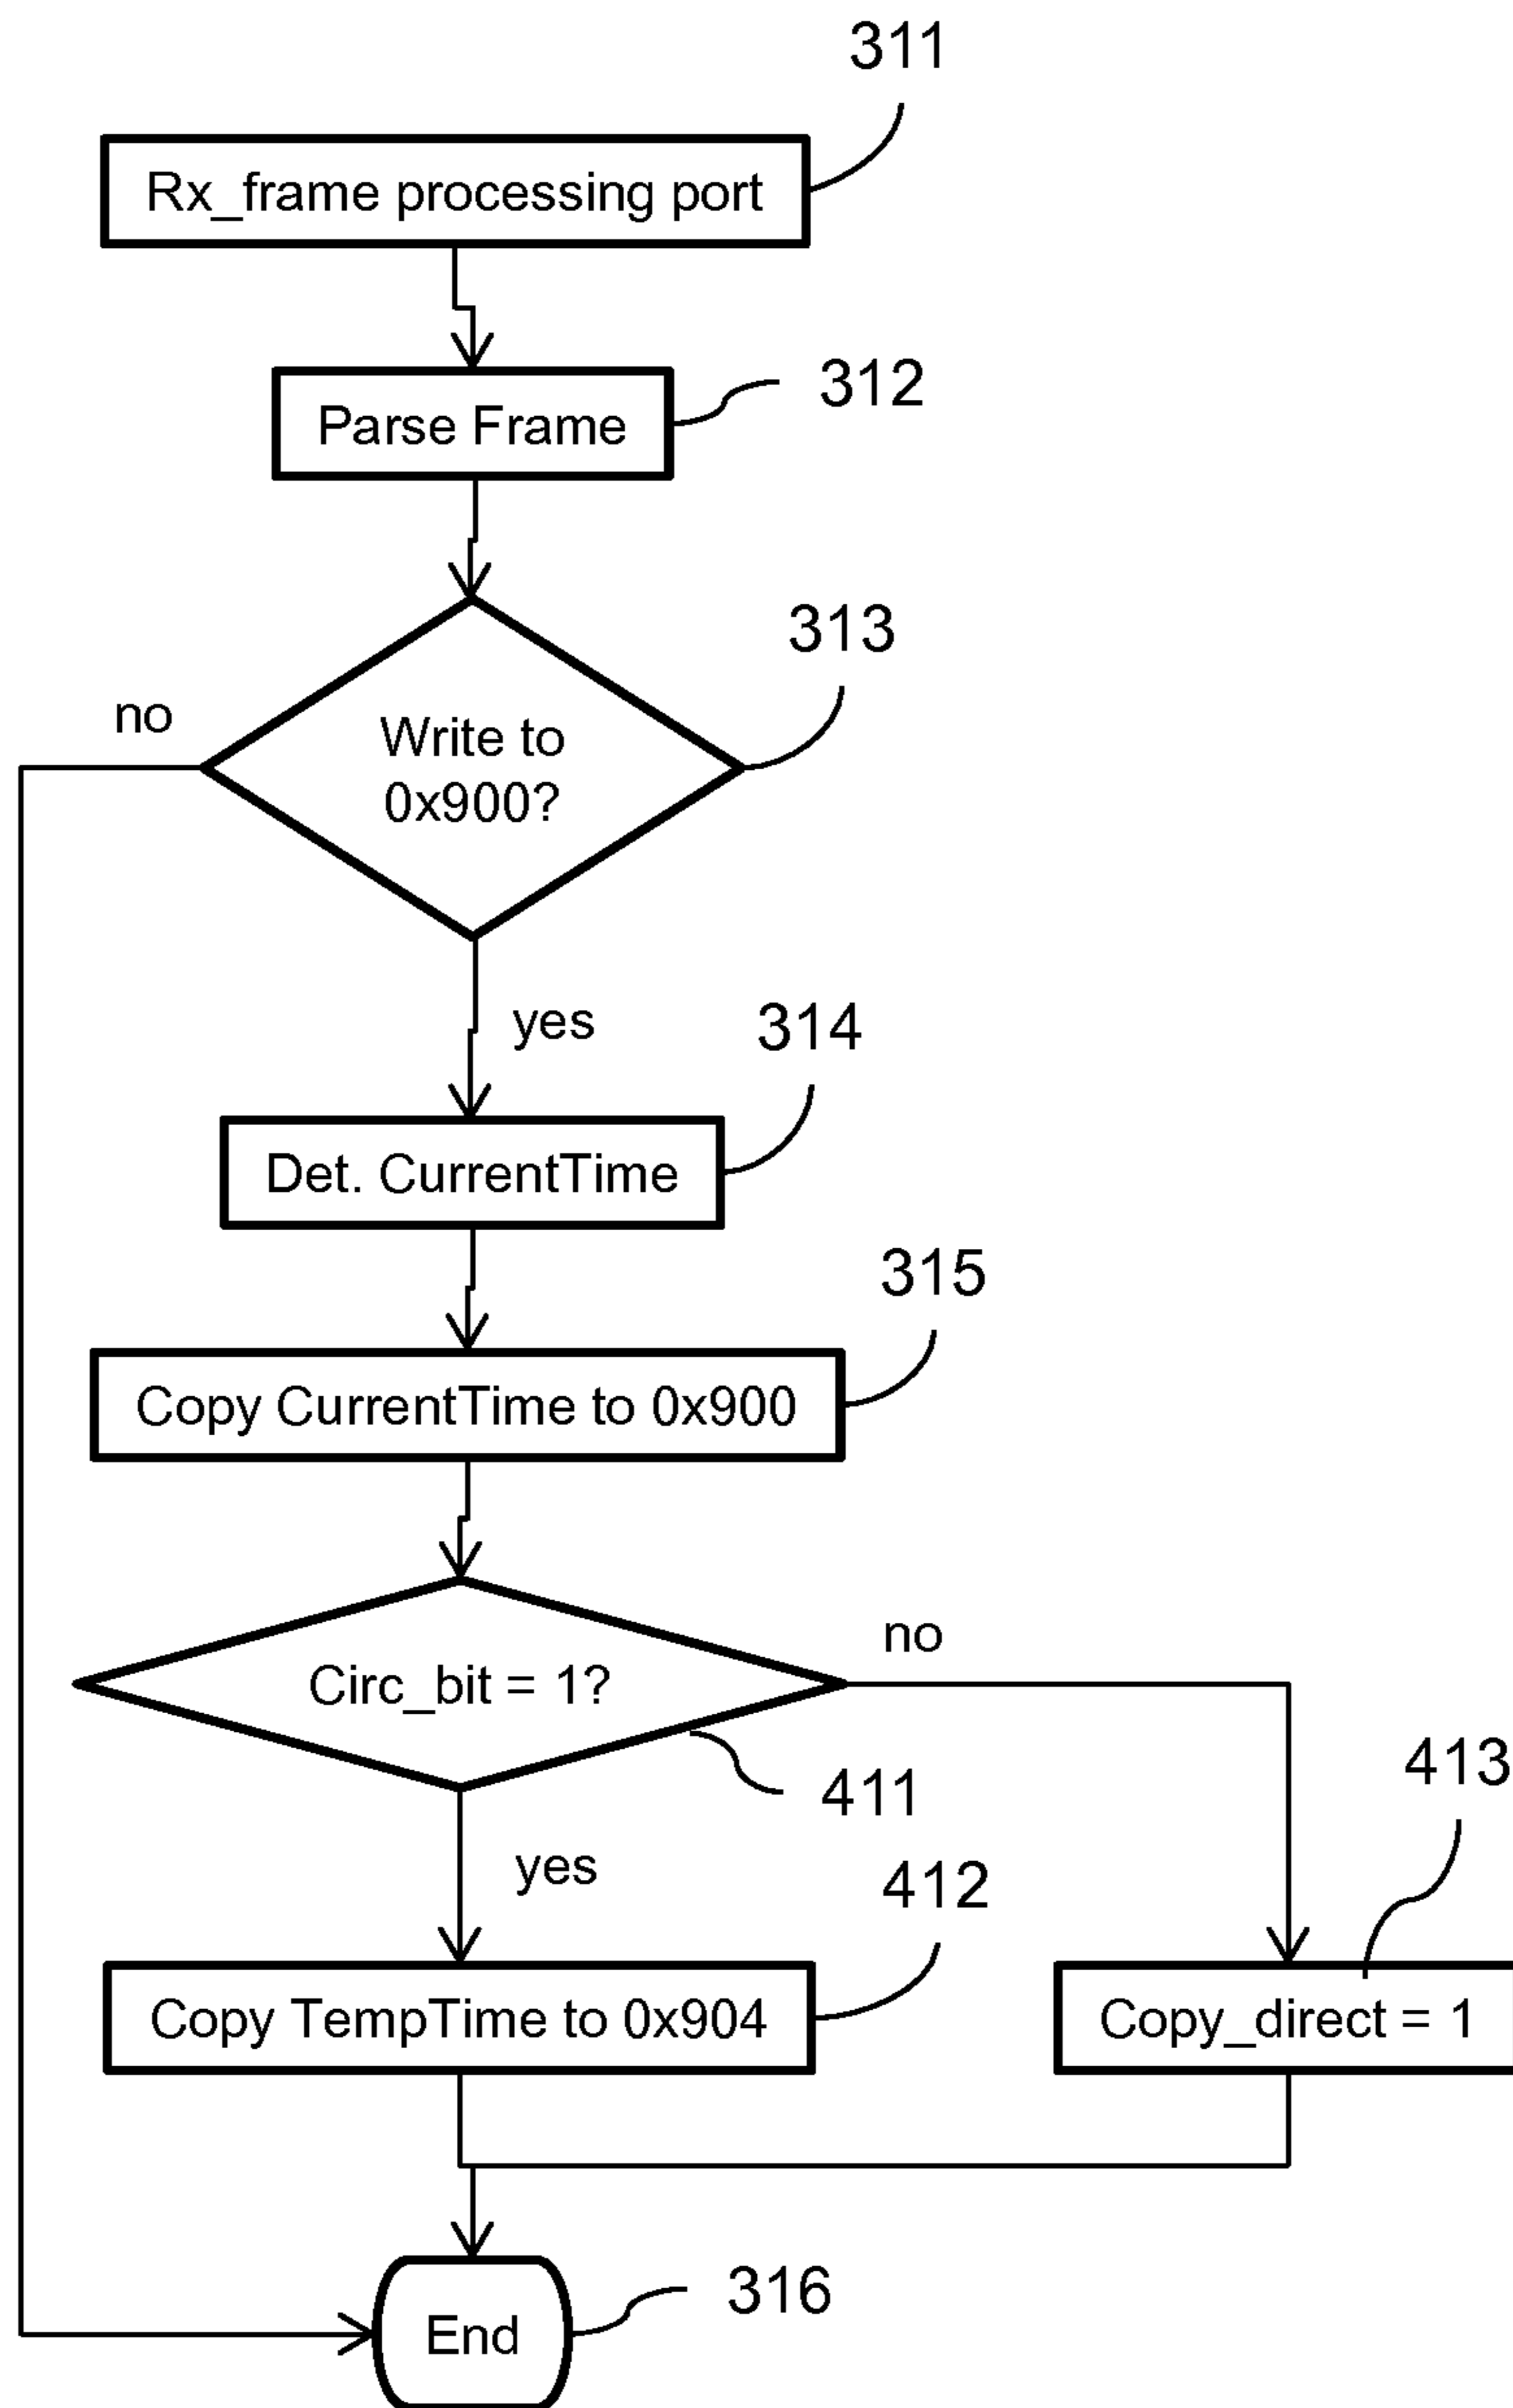 311
Rx_frame processing port
312
Parse Frame
313
no
Write to
0x900?
yes
314
Det. CurrentTime
315
Copy CurrentTime to 0x900
no
Circ_bit = 1?
413
411
yes
412
Copy TempTime to 0x904
Copy_direct = 1
316
End